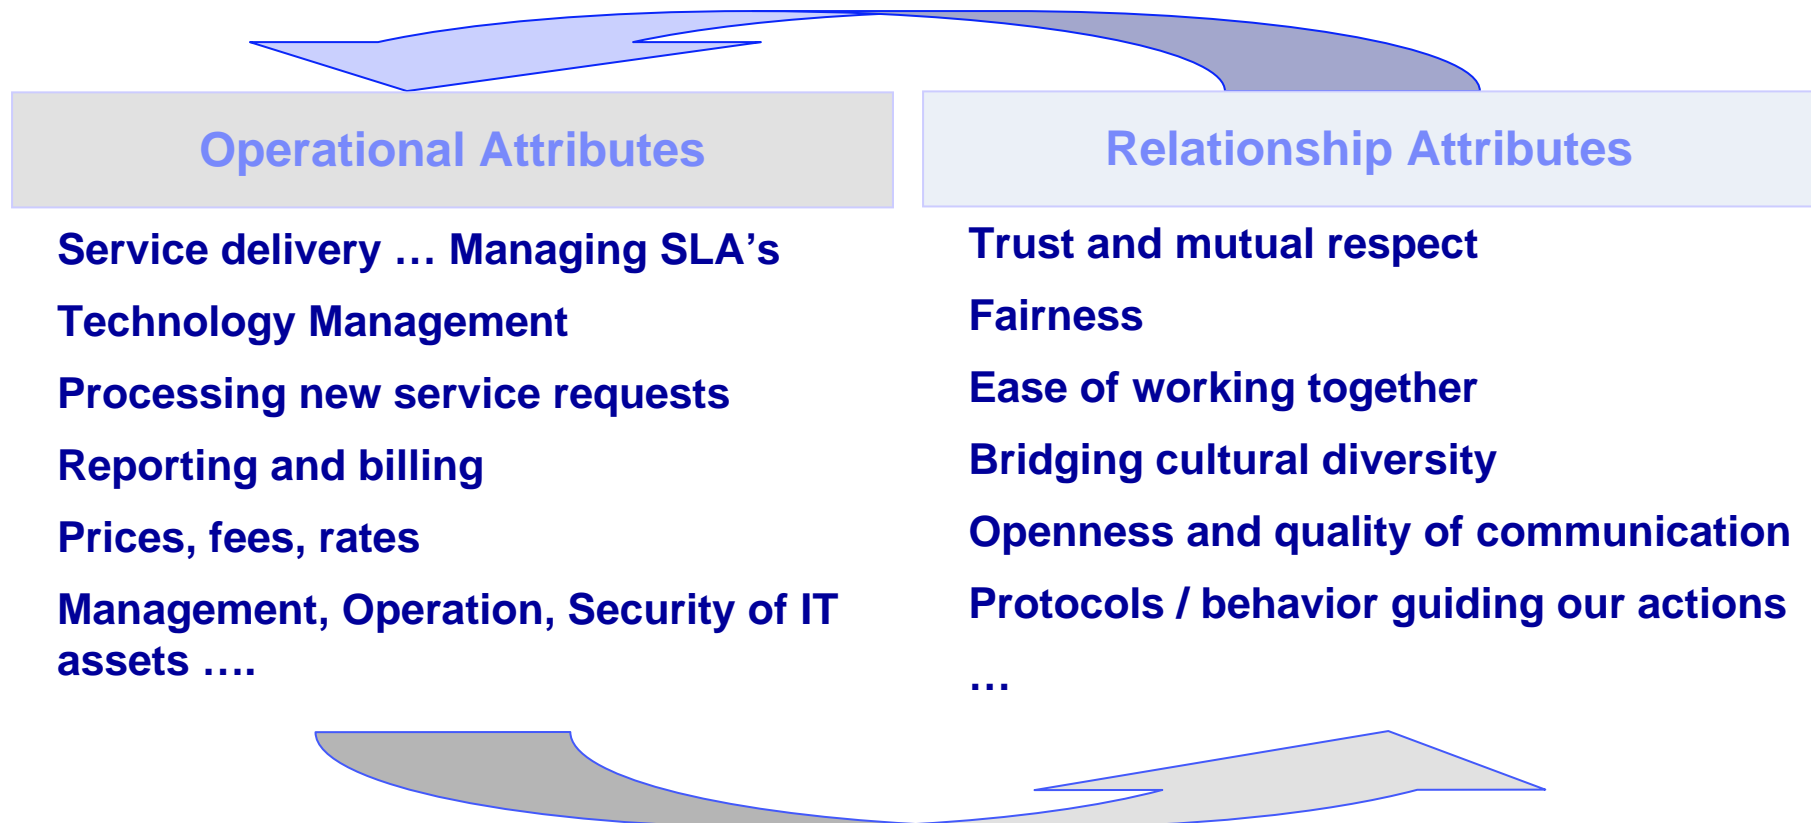 Operational Attributes
Service delivery … Managing SLA’s
Technology Management
Processing new service requests
Reporting and billing
Prices, fees, rates
Management, Operation, Security of IT
assets ….
Relationship Attributes
Trust and mutual respect
Fairness
Ease of working together
Bridging cultural diversity
Openness and quality of communication
Protocols / behavior guiding our actions
…